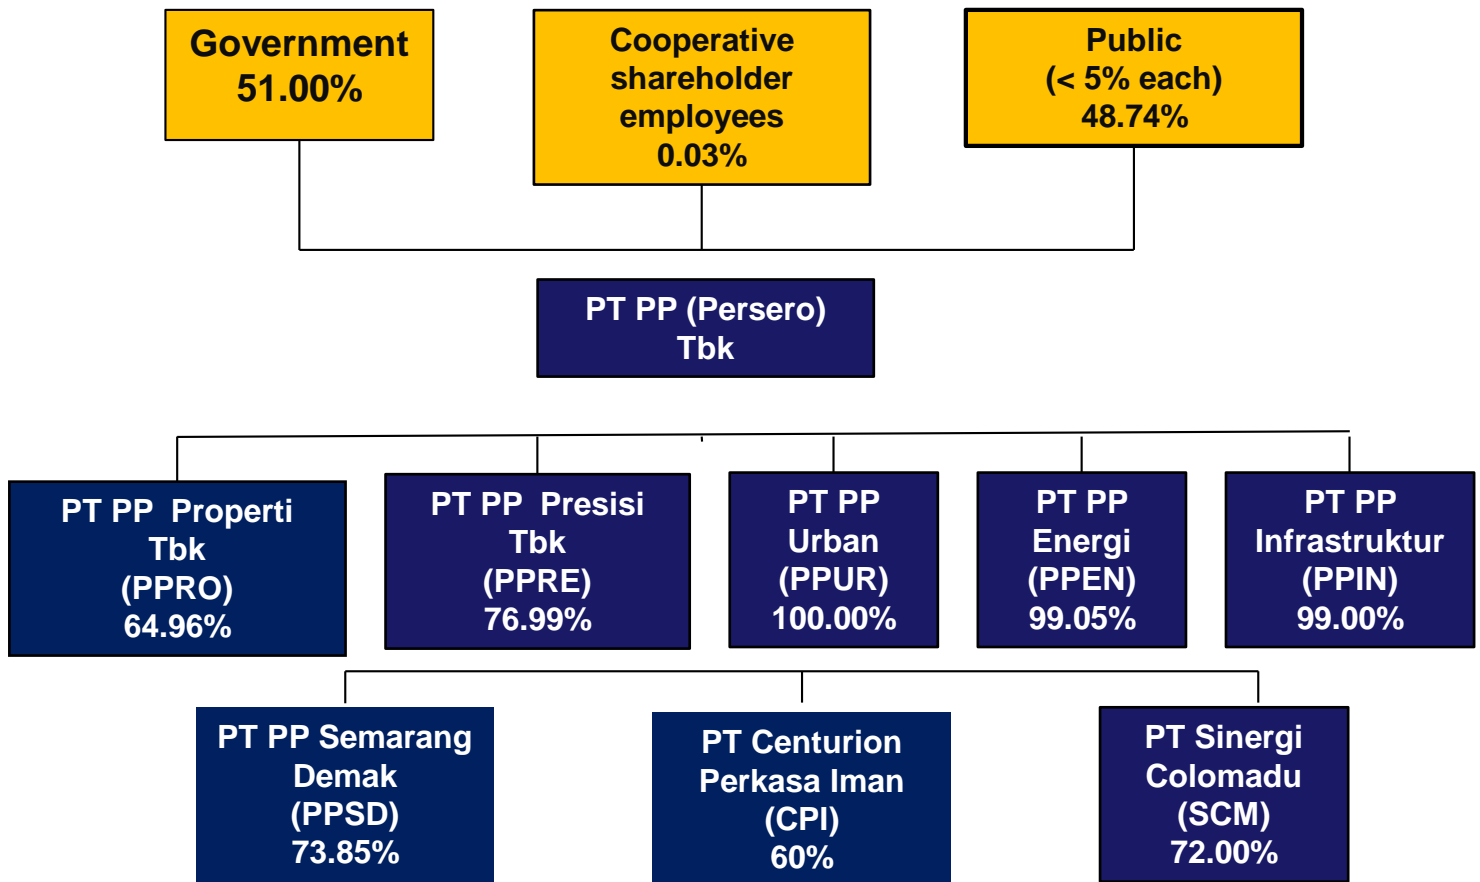 Government
51.00%
Cooperative
shareholder
employees
0.03%
Public
(< 5% each)
48.74%
PT PP (Persero)
Tbk
PT PP  Properti
Tbk
(PPRO)
64.96%
PT PP  Presisi
Tbk
(PPRE)
76.99%
PT PP
Urban
(PPUR)
100.00%
PT PP
Energi
(PPEN)
99.05%
PT PP
Infrastruktur
(PPIN)
99.00%
PT PP Semarang
Demak
(PPSD)
73.85%
PT Centurion
Perkasa Iman
(CPI)
60%
PT Sinergi
Colomadu
(SCM)
72.00%